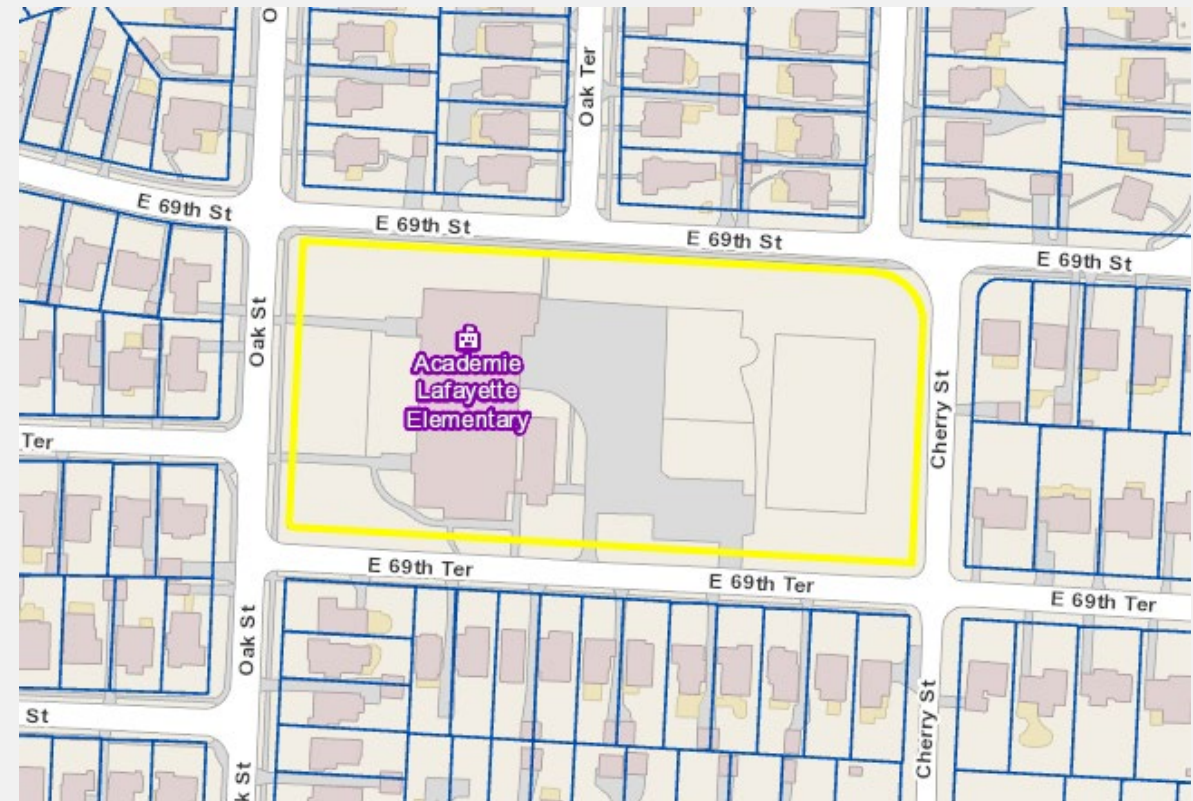 O
Oak Ter
E 69th St
E 69th St
E 69th St
E 69th St
Oak St
Academie
Lafayette
Elementary
Cherry St
Ter
E 69th Ter
E 69th Ter
E 69th Ter
Oak St
Cherry St
St
k St